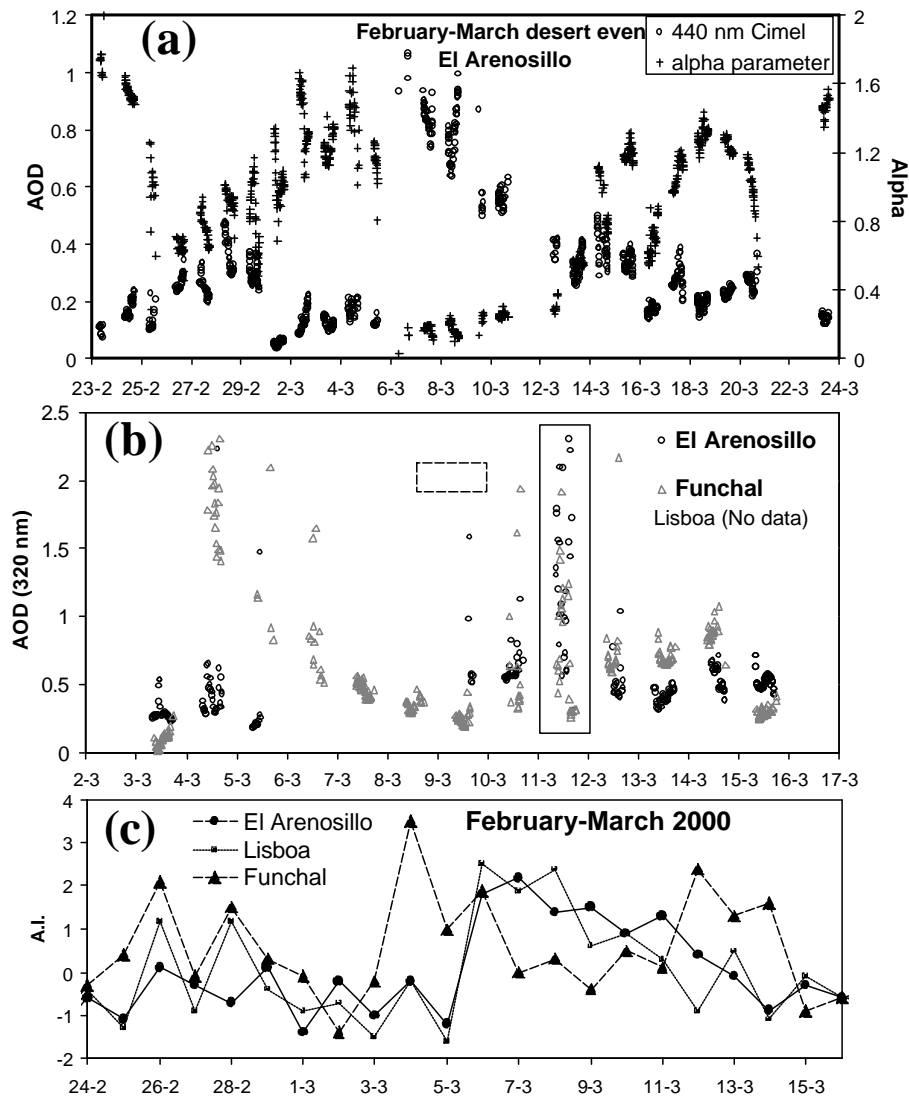 (a)
February-March desert even
El Arenosillo
440 nm Cimel
alpha parameter
AOD
Alpha
1.2
1
0.8
0.6
0.4
0.2
0
2
1.6
1.2
0.8
0.4
0
23-2 25-2 27-2 29-2 2-3 4-3 6-3 8-3 10-3 12-3 14-3 16-3 18-3 20-3 24-3
(b)
El Arenosillo
Funchal
Lisboa (No data)
AOD (320 nm)
2.5
2
1.5
1
0.5
0
2-3 3-3 4-3 5-3 6-3 7-3 8-3 9-3 10-3 11-3 12-3 13-3 14-3 15-3 16-3 17-3
(c)
El Arenosillo
Lisboa
Funchal
February-March 2000
A.I.
4
3
2
1
0
-1
-2
24-2 26-2 28-2 1-3 3-3 5-3 7-3 9-3 11-3 13-3 15-3